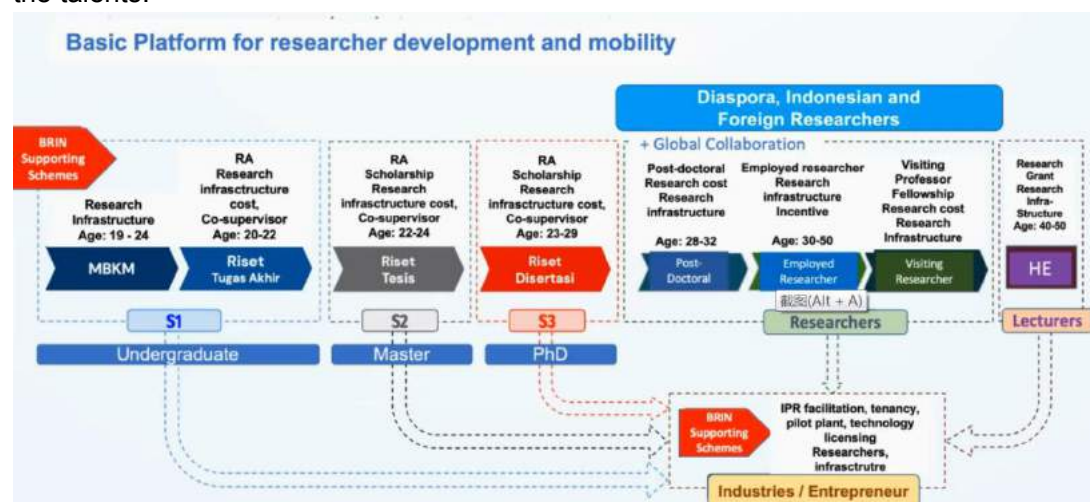 the talents.
Basic Platform for researcher development and mobility
Diaspora, Indonesian and
Foreign Researchers
BRIN
Supporting
Schemes
Research
Infrastructure
Age: 19 - 24
MBKM
RA
Research
infrasctructure
cost,
Co-supervisor
Age: 20-22
Riset
Tugas Akhir
S1
Undergraduate
RA
Scholarship
Research
infrasctructure cost,
Co-supervisor
Age: 22-24
Riset
Tesis
S2
Master
RA
Scholarship
Research
infrasctructure cost,
Co-supervisor
Age: 23-29
Riset
Disertasi
S3
PhD
+ Global Collaboration
Post-doctoral
Research cost
Research
infrastructure
Age: 28-32
Post-
Doctoral
Employed researcher
Research
infrastructure
Incentive
Age: 30-50
Employed
Researcher
截图(Alt + A)
Visiting
Professor
Fellowship
Research cost
Research
Infrastructure
Visiting
Researcher
Researchers
Research
Grant
Research
Infra-
Structure
Age: 40-50
HE
Lecturers
BRIN
Supporting
Schemes
IPR facilitation, tenancy,
pilot plant, technology
licensing
Researchers,
infrasctrutre
Industries / Entrepreneur